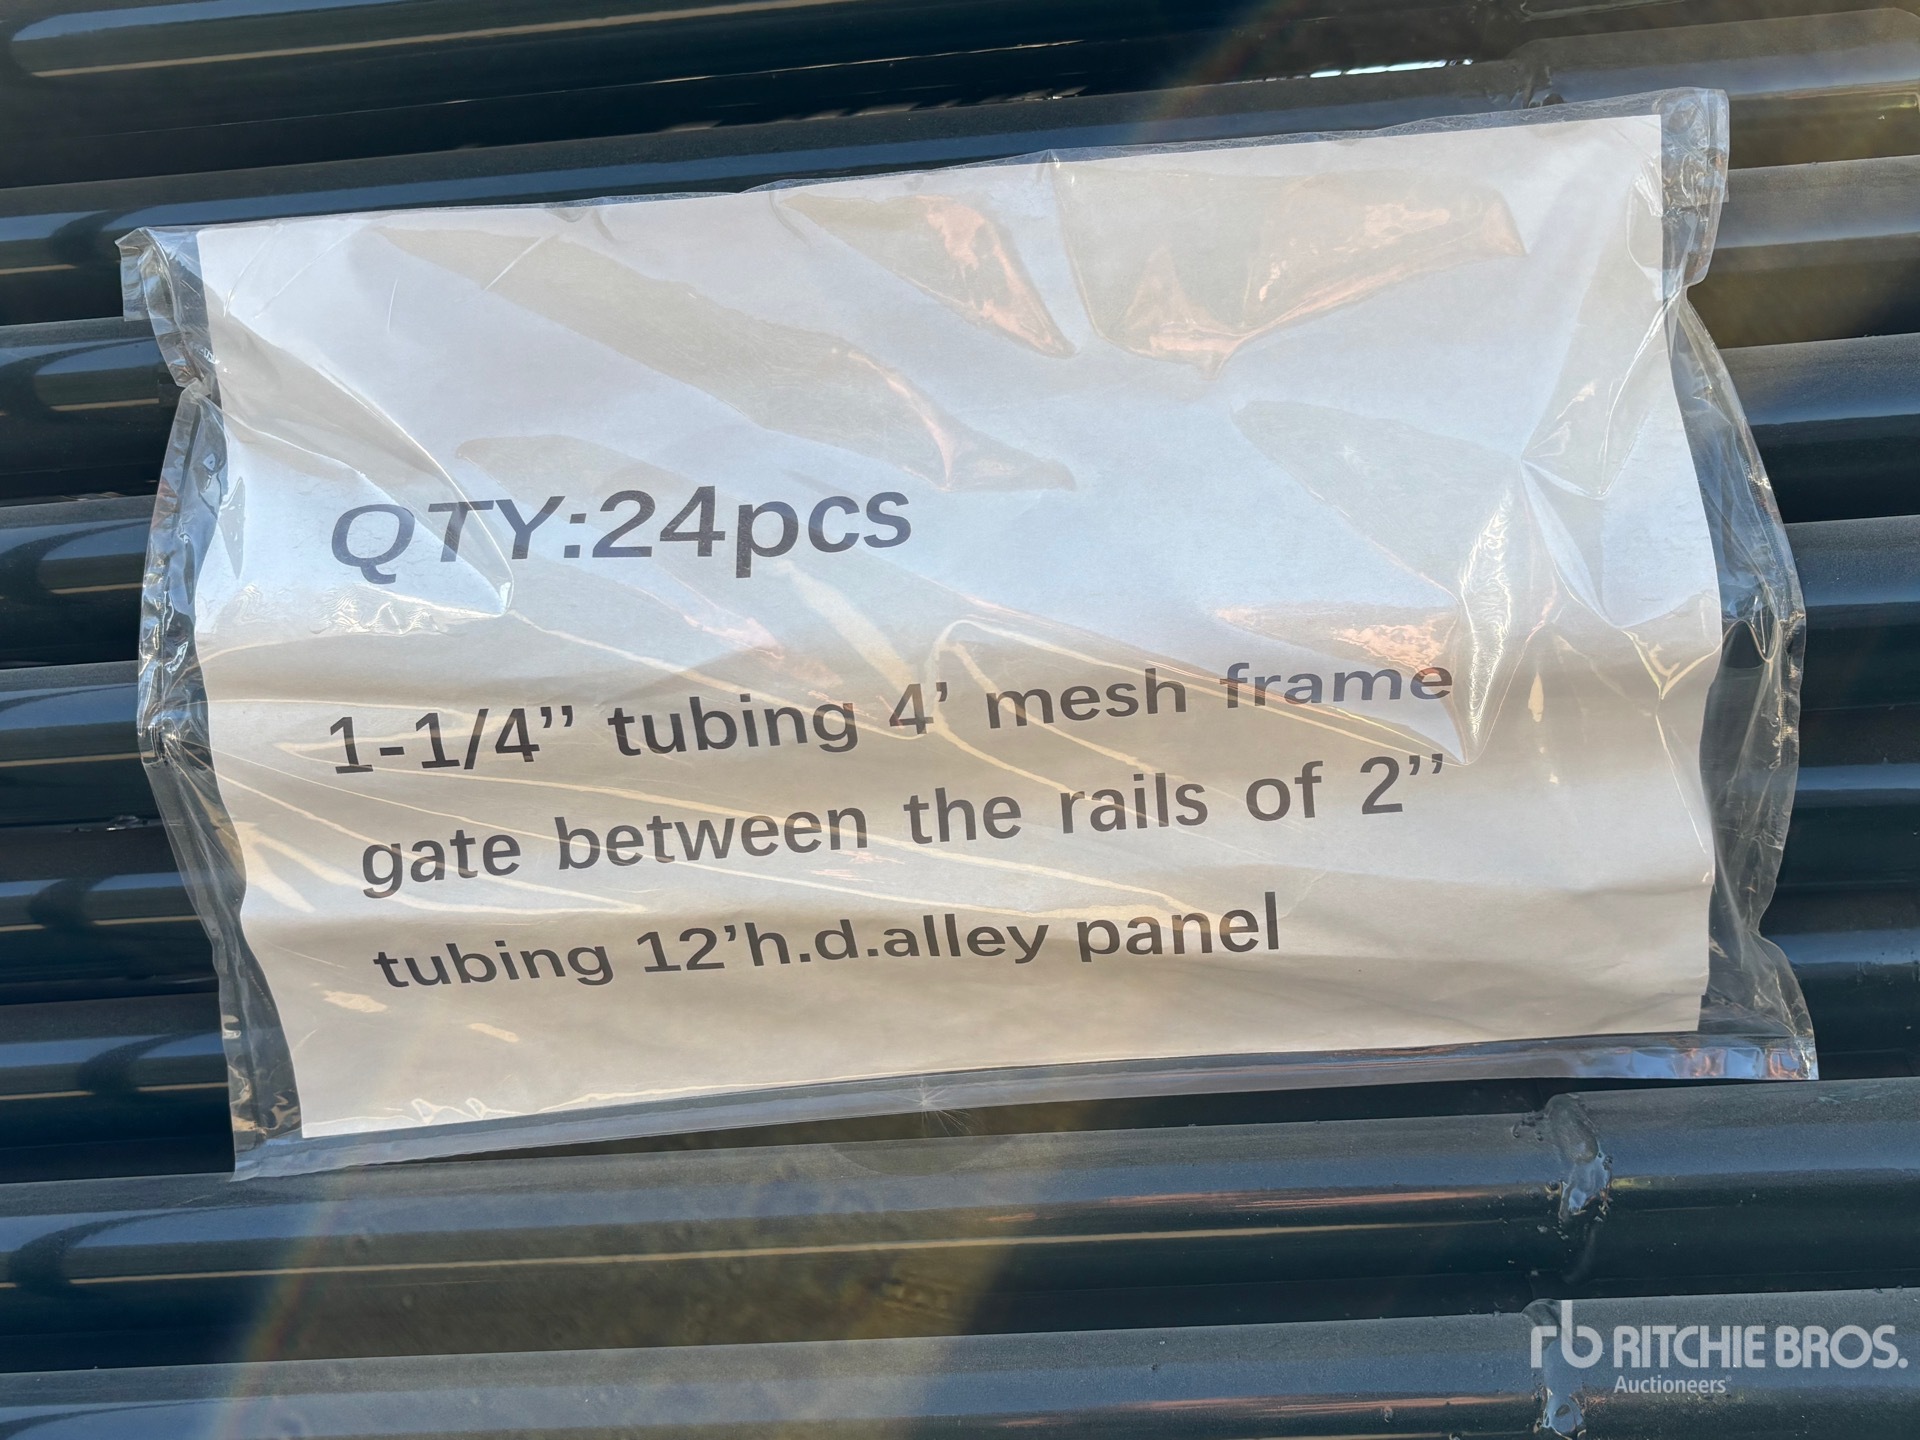 QTY:24pcs
1-1/4” tubing 4’ mesh frame
gate between the rails of 2”
tubing 12’h.d.alley panel
rb RITCHIE BROS.
Auctioneers